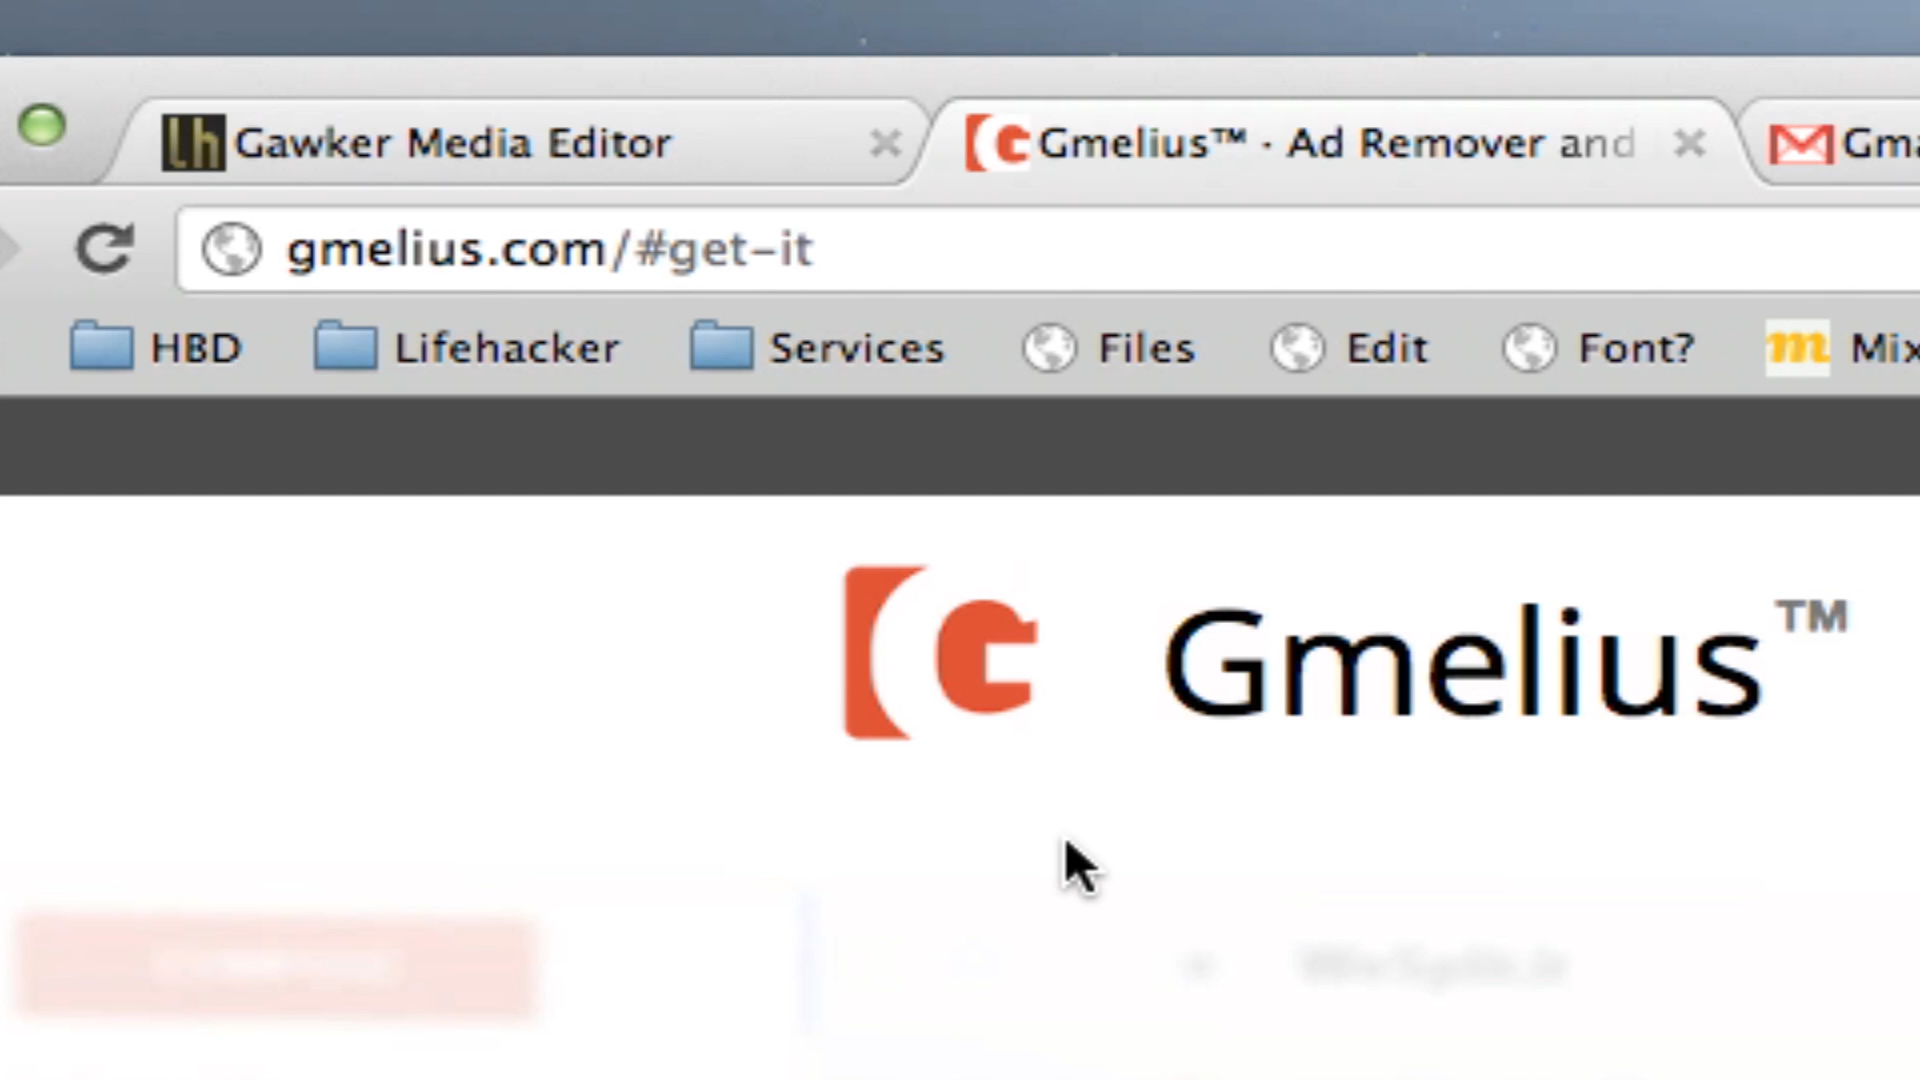 lh Gawker Media Editor Gmelius™ · Ad Remover and Gma
gmelius.com/#get-it
HBD Lifehacker Services Files Edit Font? m Mix
Gmelius™